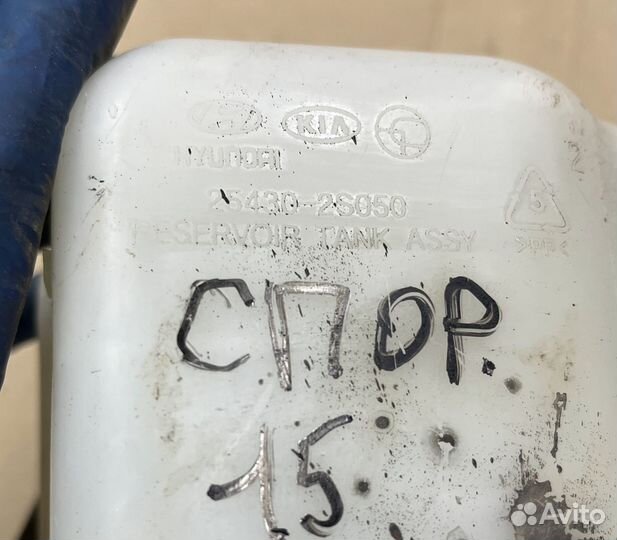 KIA
HYUNDAI
25430-2S050
RESERVOIR TANK ASSY
5
>PP<
СПОР.
15
Avito